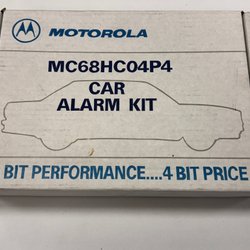 MOTOROLA
MC68HC04P4
CAR
ALARM KIT
BIT PERFORMANCE....4 BIT PRICE